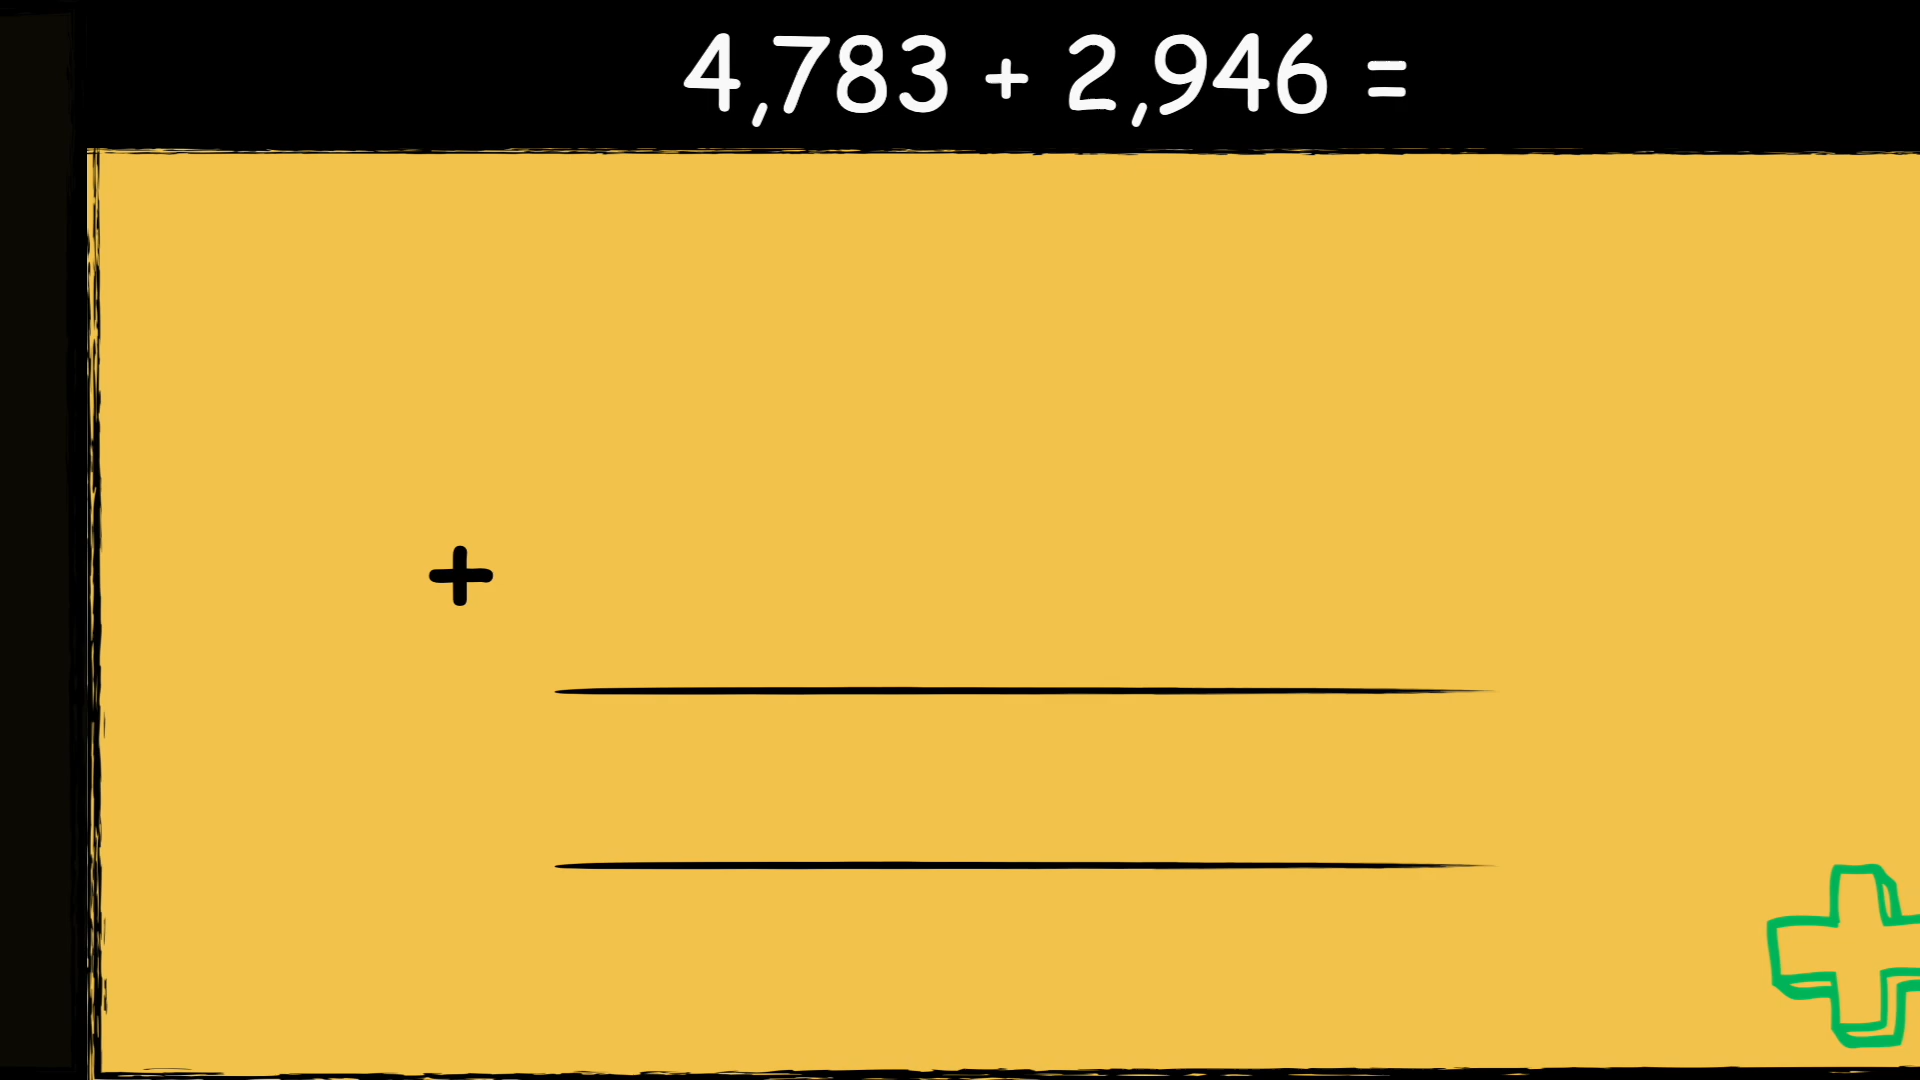 4,783 + 2,946 =
+